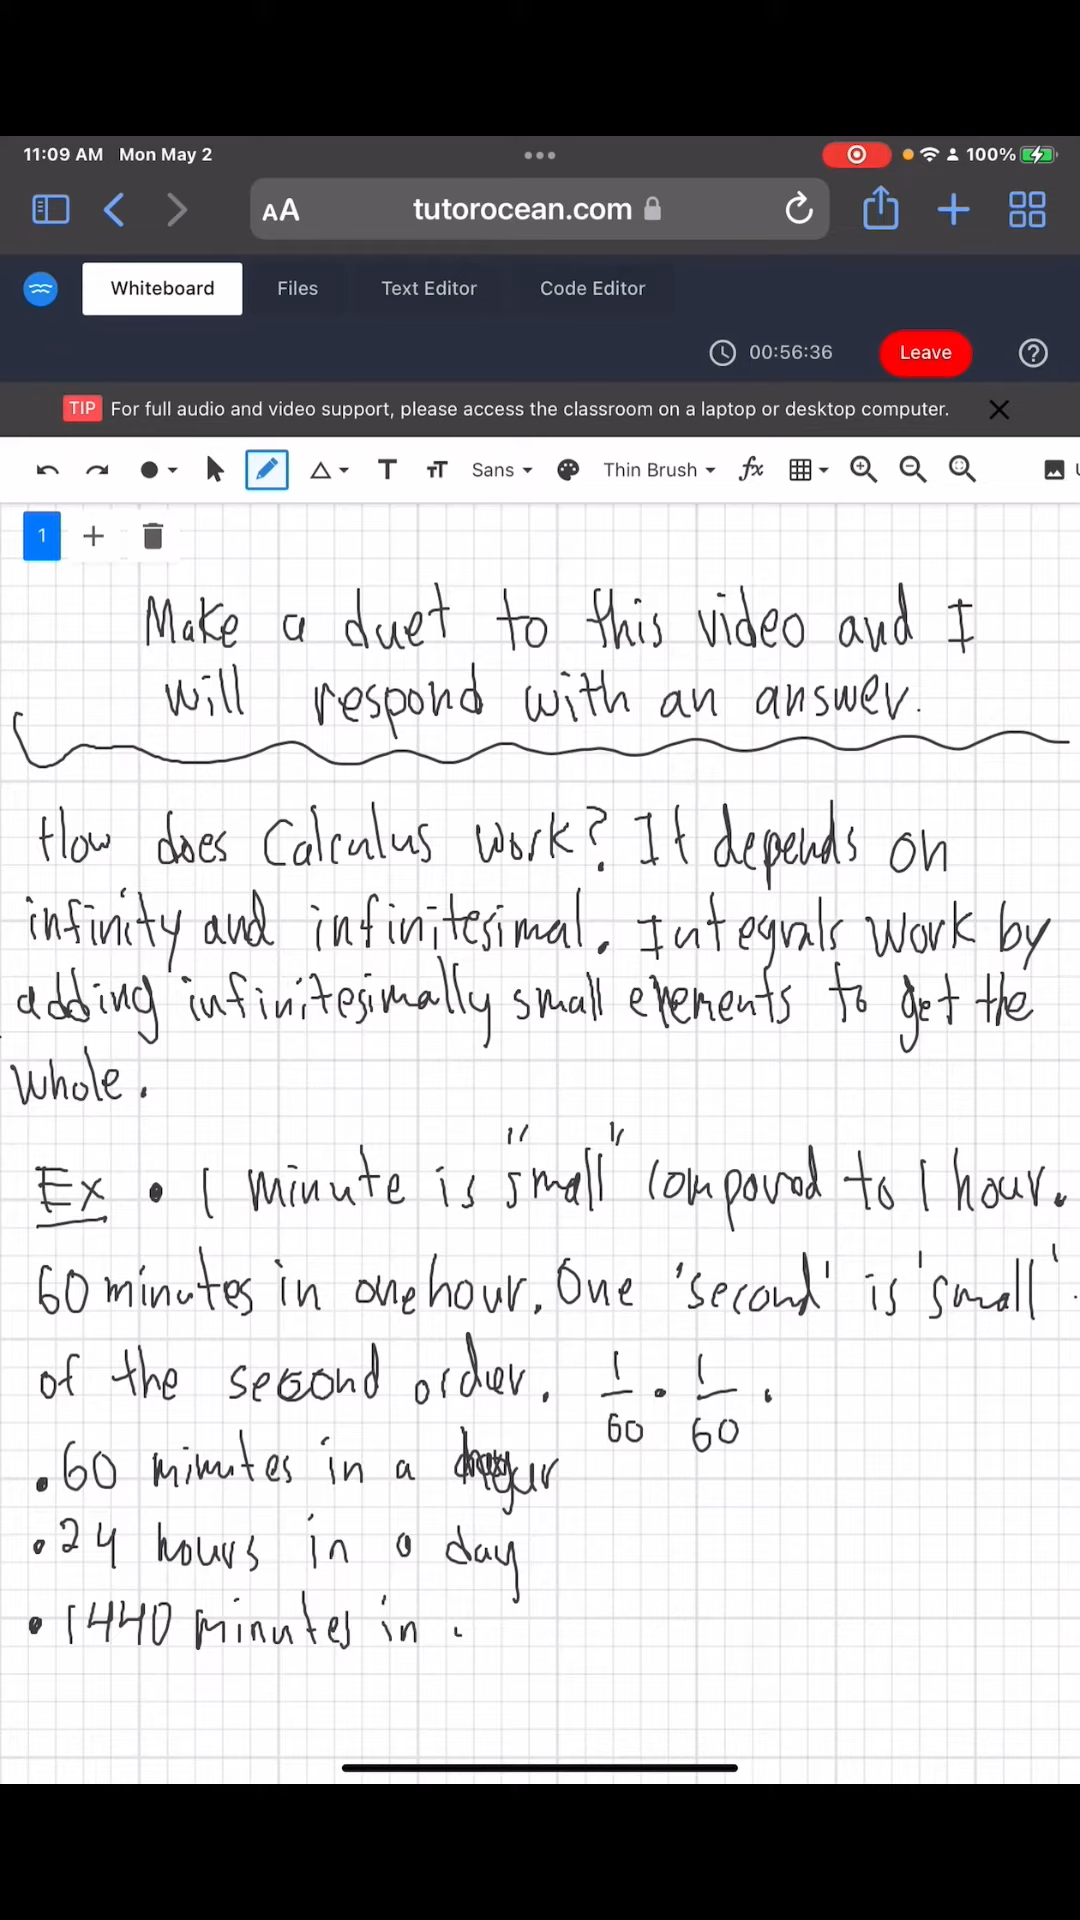 11:09 AM Mon May 2
100%
AA tutorocean.com
Whiteboard Files Text Editor Code Editor
00:56:36 Leave
TIP For full audio and video support, please access the classroom on a laptop or desktop computer.
T TT Sans Thin Brush fx
1
Make a duet to this video and I
will respond with an answer.
How does Calculus work? It depends on
infinity and infinitesimal. Integrals work by
adding infinitesimally small elements to get the
whole.
Ex • 1 minute is "small" compared to 1 hour.
60 minutes in one hour. One 'second' is 'small'
of the second order. 1/60 • 1/60 .
• 60 minutes in a
• 24 hours in a day
• 1440 minutes in